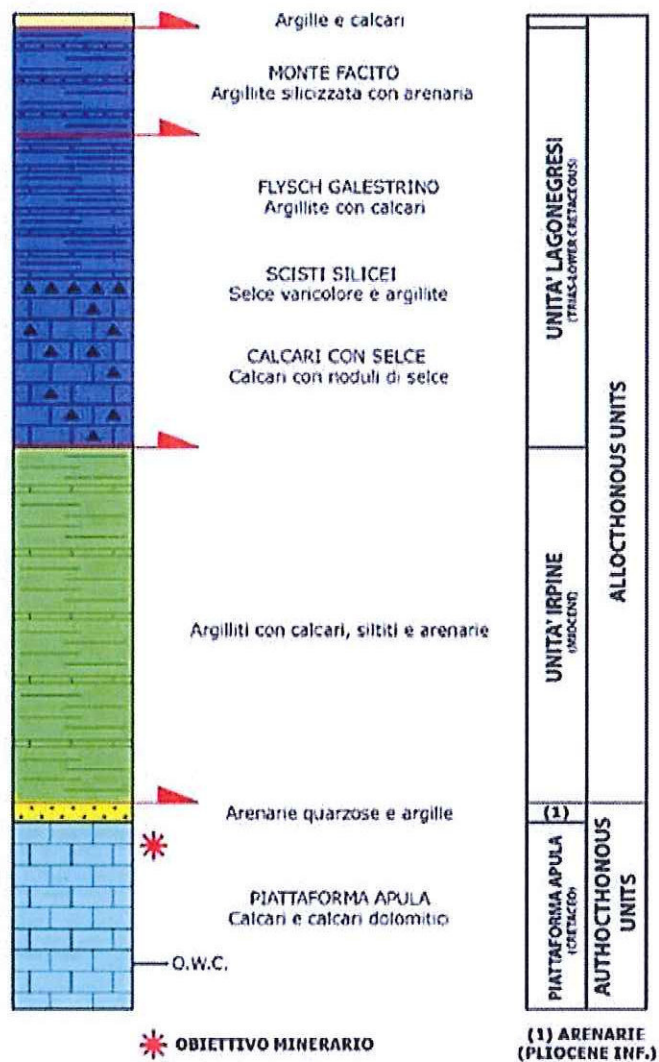 Argille e calcari
MONTE FACITO
Argillite silicizzata con arenaria
FLYSCH GALESTRINO
Argillite con calcari
SCISTI SILICEI
Selce varicolore e argillite
CALCARI CON SELCE
Calcari con noduli di selce
UNITA' LAGONEGRESI
(TRIAS-LOWER CRETACEOUS)
ALLOCTHONOUS UNITS
Argilliti con calcari, siltiti e arenarie
UNITA' IRPINE
(MIOCENE)
Arenarie quarzose e argille
(1)
PIATTAFORMA APULA
Calcari e calcari dolomitici
O.W.C.
PIATTAFORMA APULA
(CRETACEO)
AUTHOCTHONOUS
UNITS
OBIETTIVO MINERARIO
(1) ARENARIE
(PLIOCENE INF.)